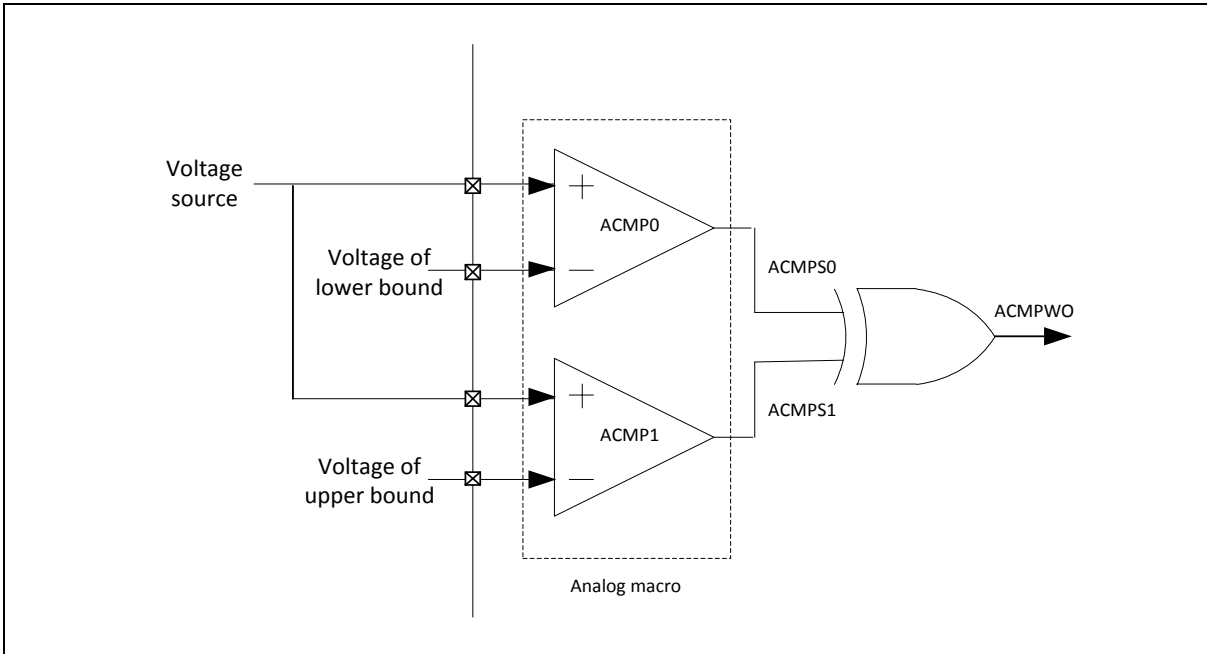 Voltage
source
+
ACMP0
−
Voltage of
lower bound
ACMPS0
ACMPWO
+
ACMP1
−
ACMPS1
Voltage of
upper bound
Analog macro